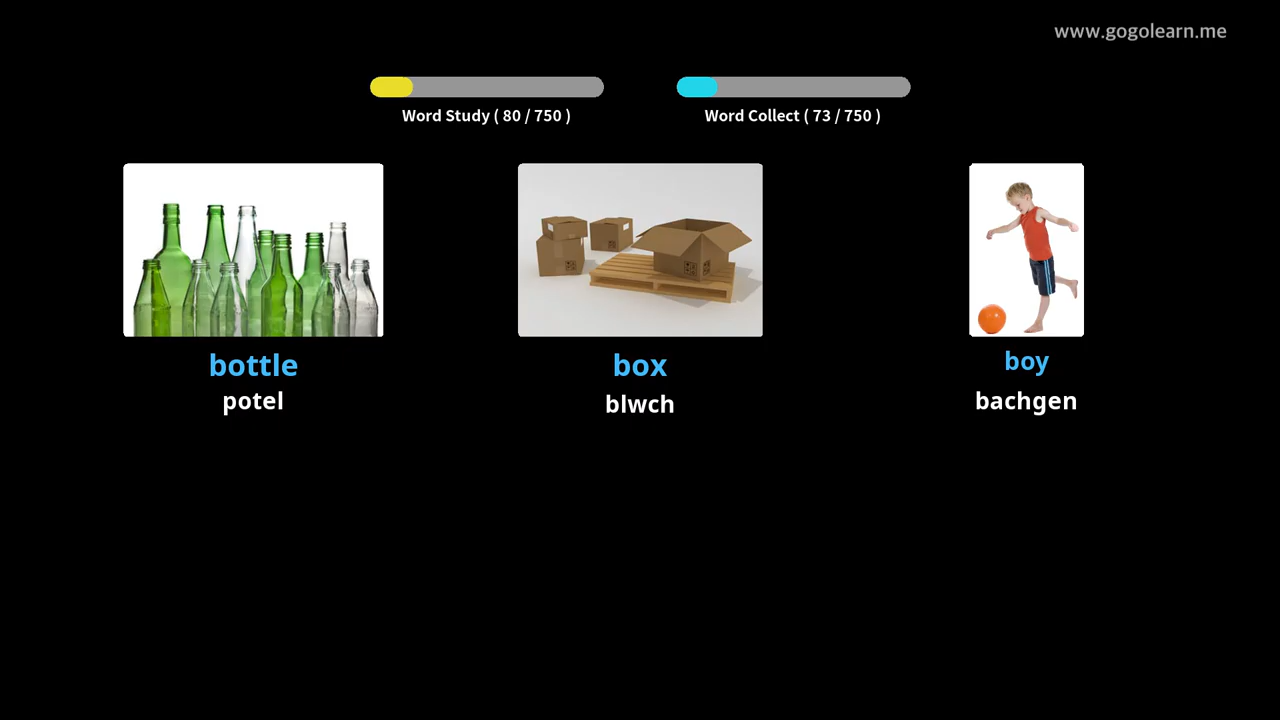 www.gogolearn.me
Word Study ( 80 / 750 )
Word Collect ( 73 / 750 )
bottle
potel
box
blwch
boy
bachgen